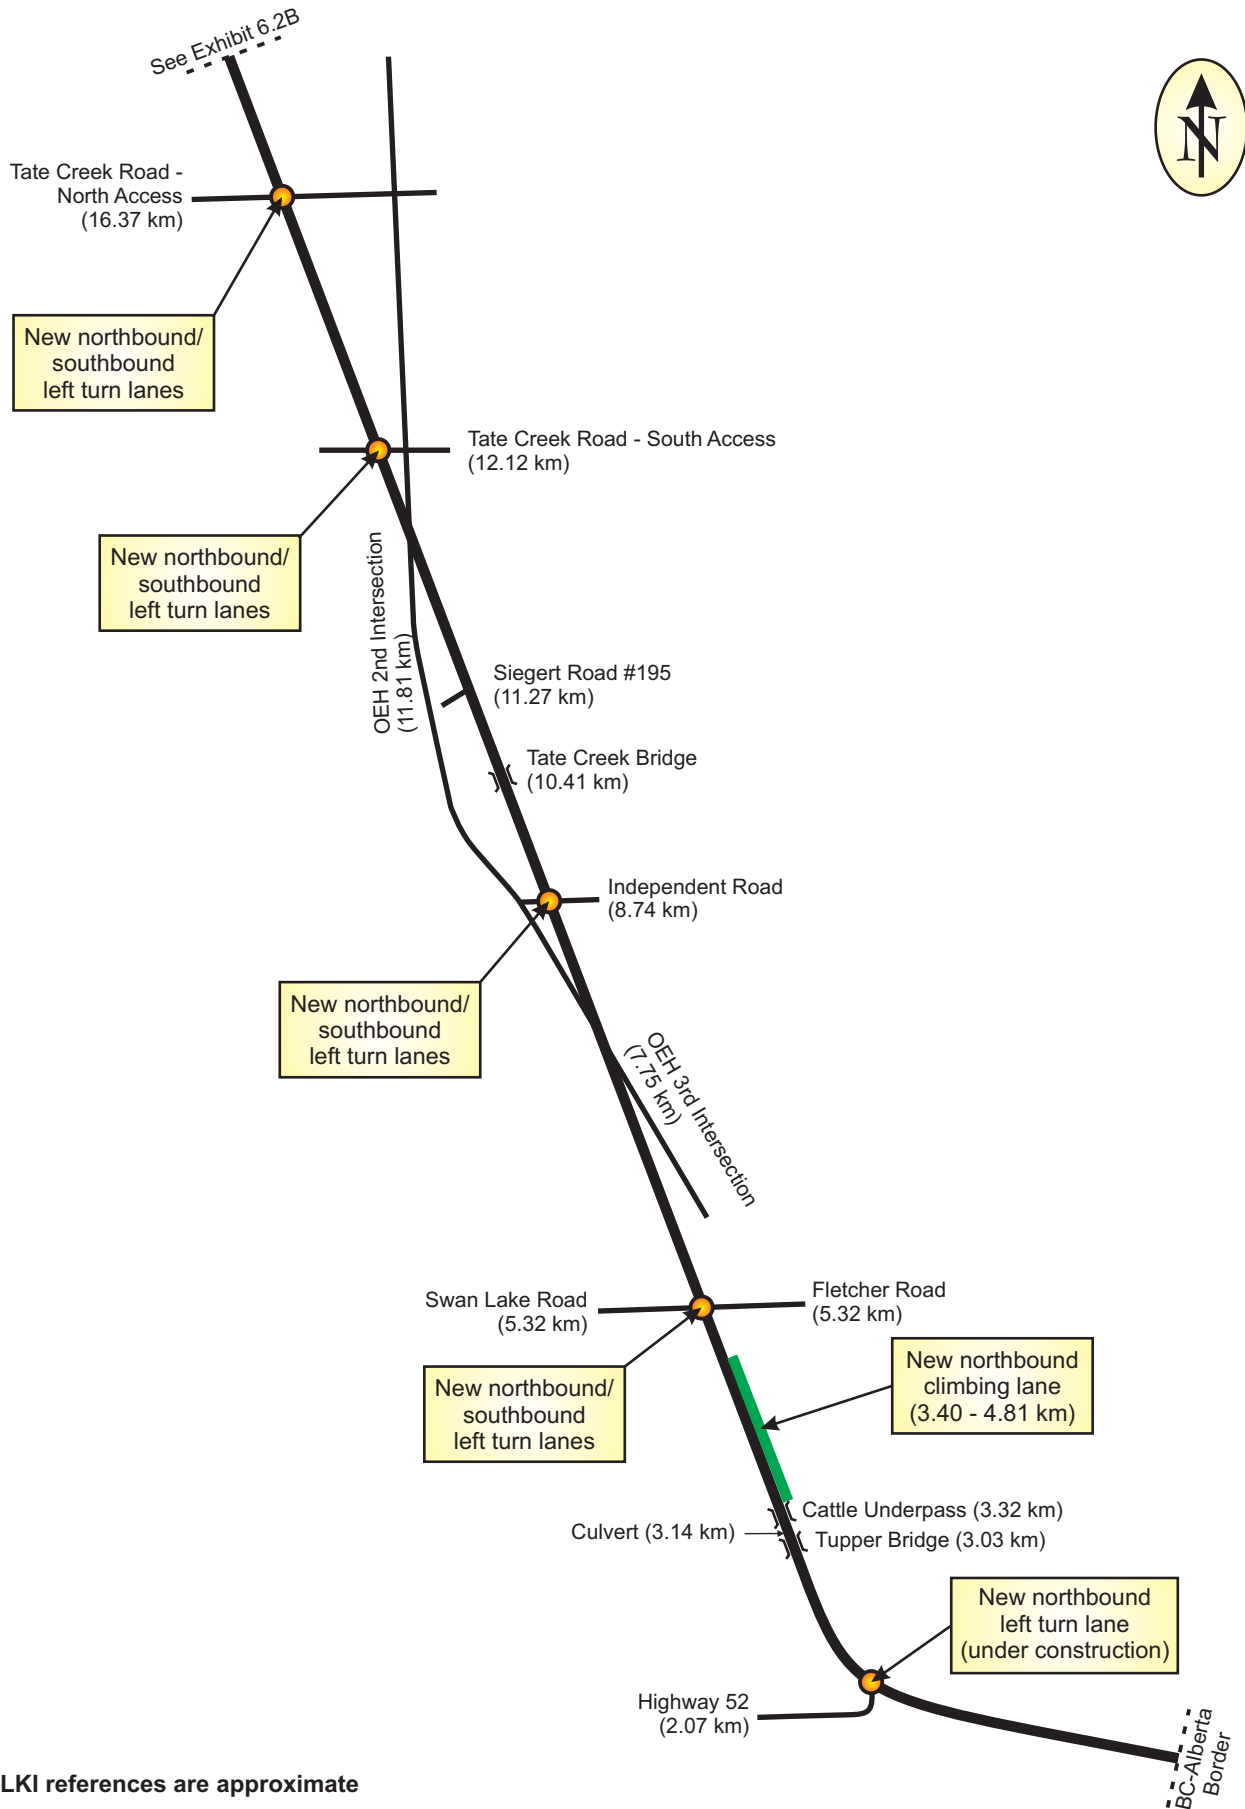 See Exhibit 6.2B
N
Tate Creek Road -
North Access
(16.37 km)
New northbound/
southbound
left turn lanes
Tate Creek Road - South Access
(12.12 km)
New northbound/
southbound
left turn lanes
OEH 2nd Intersection
(11.81 km)
Siegert Road #195
(11.27 km)
Tate Creek Bridge
(10.41 km)
Independent Road
(8.74 km)
New northbound/
southbound
left turn lanes
OEH 3rd Intersection
(7.75 km)
Swan Lake Road
(5.32 km)
Fletcher Road
(5.32 km)
New northbound/
southbound
left turn lanes
New northbound
climbing lane
(3.40 - 4.81 km)
Cattle Underpass (3.32 km)
Culvert (3.14 km)
Tupper Bridge (3.03 km)
New northbound
left turn lane
(under construction)
Highway 52
(2.07 km)
BC-Alberta
Border
LKI references are approximate